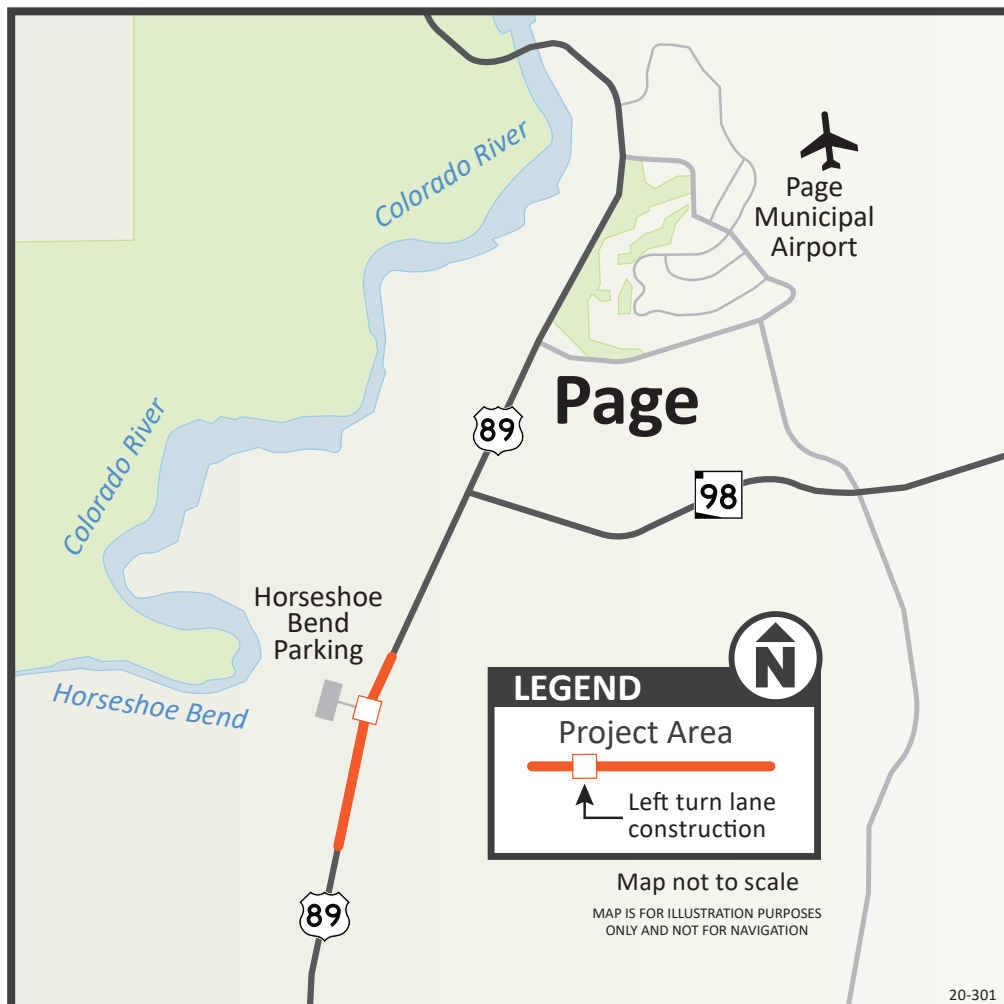 Colorado River
Page
Municipal
Airport
Page
89
98
Colorado River
Horseshoe
Bend
Parking
Horseshoe Bend
N
LEGEND
Project Area
Left turn lane
construction
Map not to scale
MAP IS FOR ILLUSTRATION PURPOSES
ONLY AND NOT FOR NAVIGATION
89
20-301